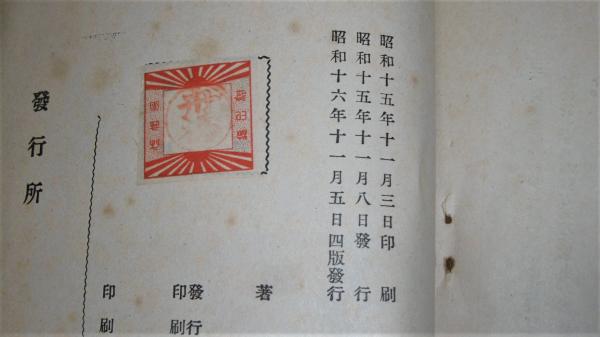 昭和十五年十一月三日印刷
昭和十五年十一月八日發行
昭和十六年十一月五日四版發行
著
發行
印刷
印刷
發行所